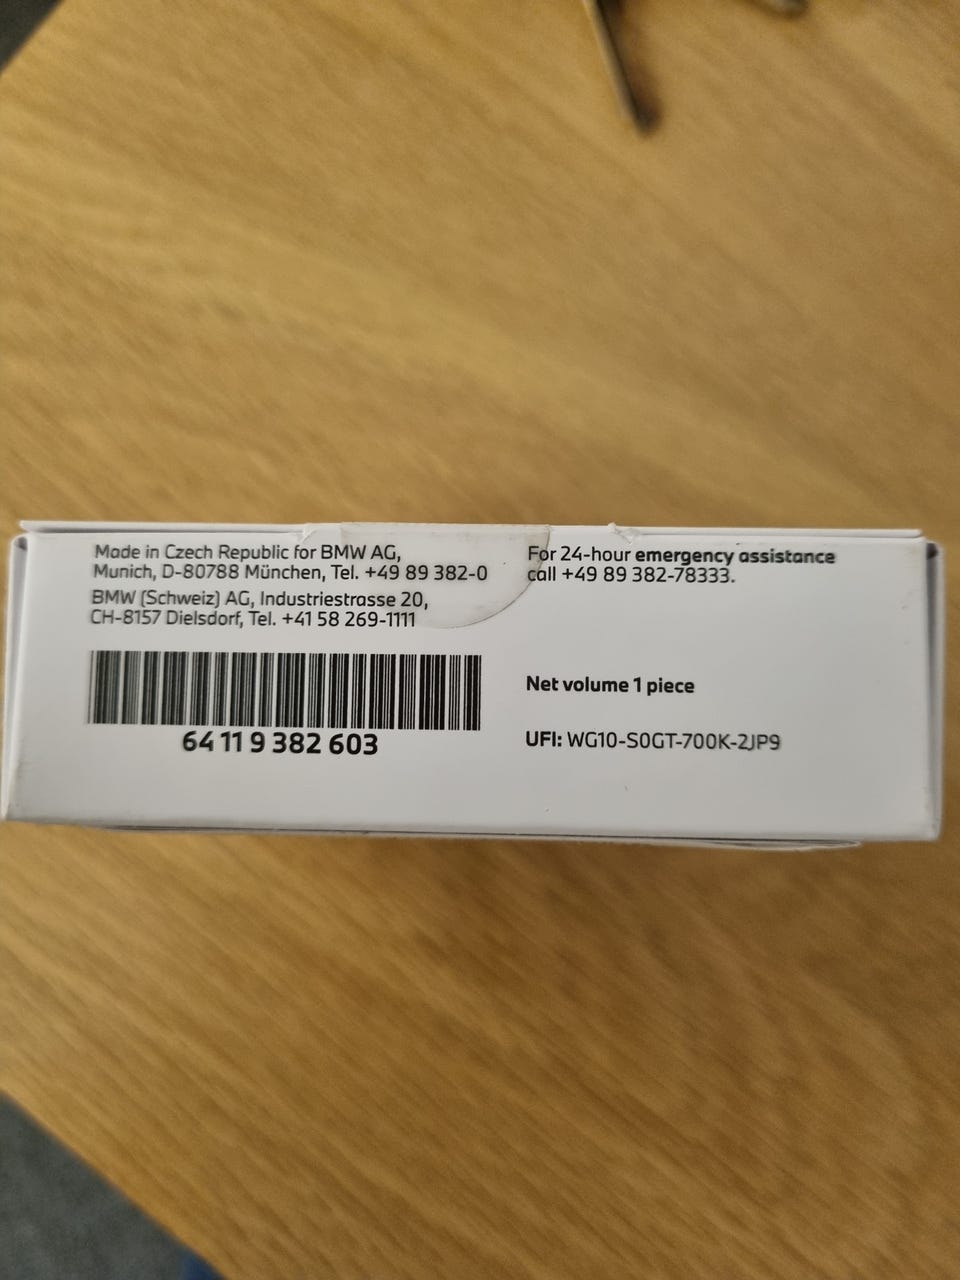 Made in Czech Republic for BMW AG,
Munich, D-80788 München, Tel. +49 89 382-0
BMW (Schweiz) AG, Industriestrasse 20,
CH-8157 Dielsdorf, Tel. +41 58 269-1111
64 11 9 382 603
For 24-hour emergency assistance
call +49 89 382-78333.
Net volume 1 piece
UFI: WG10-S0GT-700K-2JP9